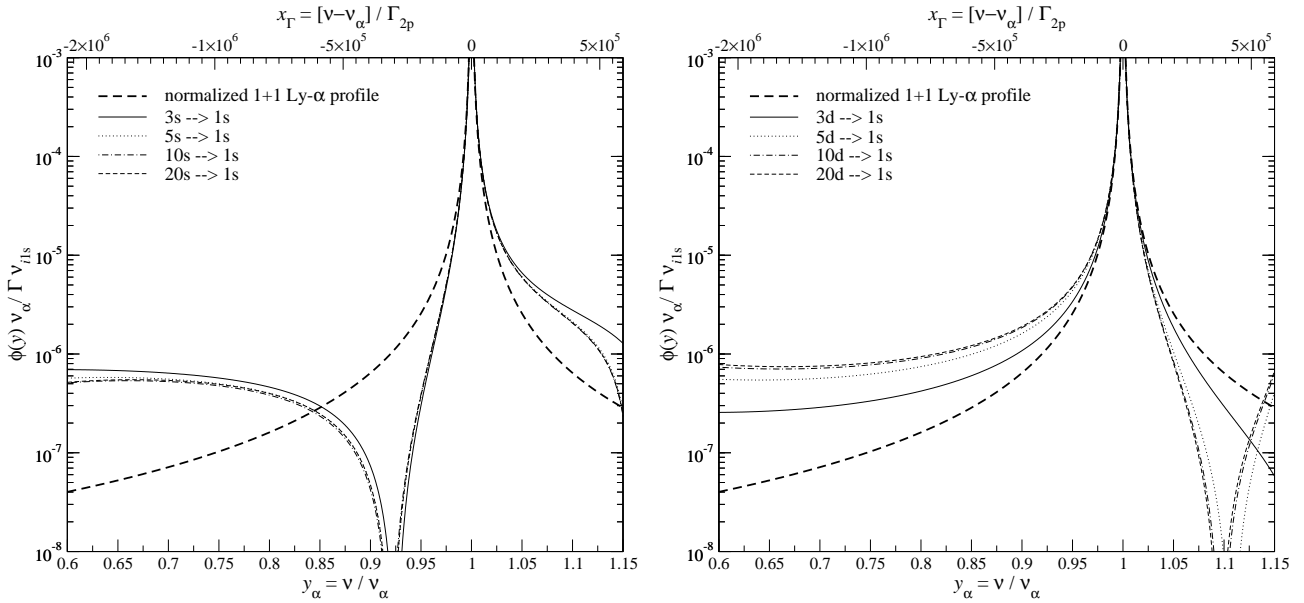 x_Γ = [ν−ν_α] / Γ_2p
-2×10^6 -1×10^6 -5×10^5 0 5×10^5
10^-3
10^-4
10^-5
10^-6
10^-7
10^-8
ϕ(y) ν_α / Γ ν_i1s
normalized 1+1 Ly-α profile
3s --> 1s
5s --> 1s
10s --> 1s
20s --> 1s
0.6 0.65 0.7 0.75 0.8 0.85 0.9 0.95 1 1.05 1.1 1.15
y_α = ν / ν_α
x_Γ = [ν−ν_α] / Γ_2p
-2×10^6 -1×10^6 -5×10^5 0 5×10^5
10^-3
10^-4
10^-5
10^-6
10^-7
10^-8
ϕ(y) ν_α / Γ ν_i1s
normalized 1+1 Ly-α profile
3d --> 1s
5d --> 1s
10d --> 1s
20d --> 1s
0.6 0.65 0.7 0.75 0.8 0.85 0.9 0.95 1 1.05 1.1 1.15
y_α = ν / ν_α